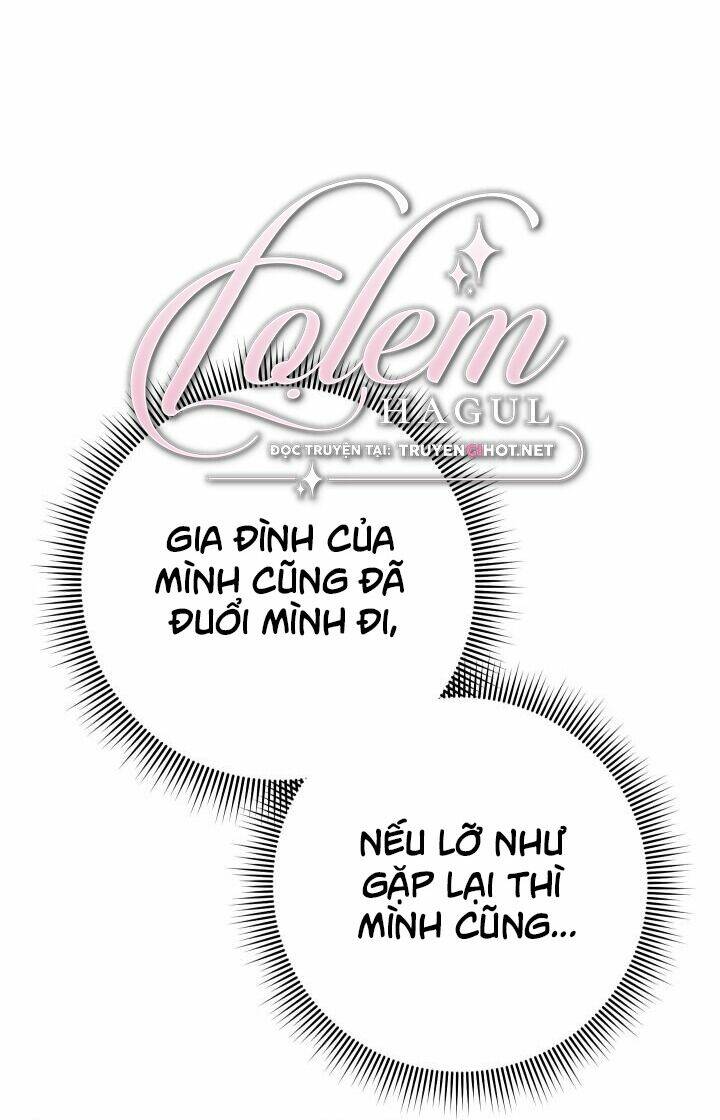 Lọlem
HAGUL
ĐỌC TRUYỆN TẠI: TRUYENGIHOT.NET
GIA ĐÌNH CỦA
MÌNH CŨNG ĐÃ
ĐUỔI MÌNH ĐI,
NẾU LỠ NHƯ
GẶP LẠI THÌ
MÌNH CŨNG...